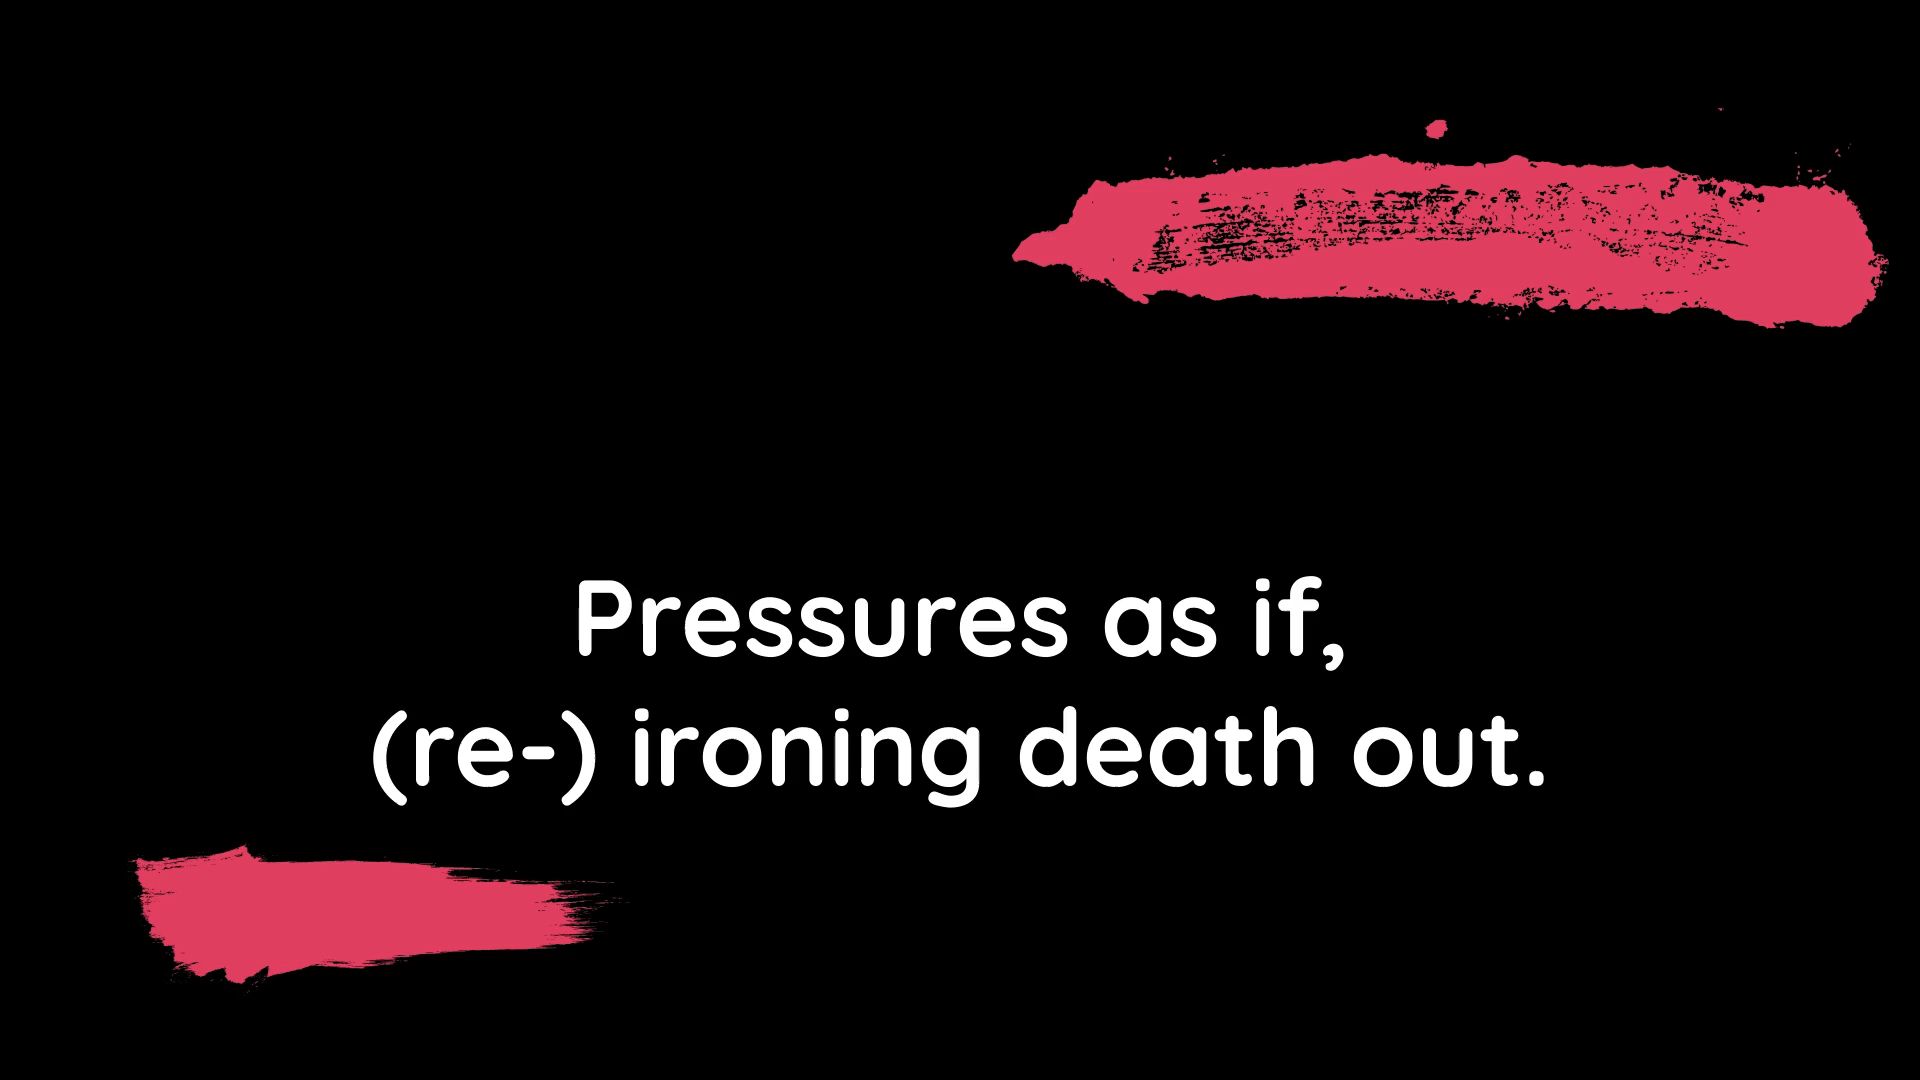 Pressures as if,
(re-) ironing death out.